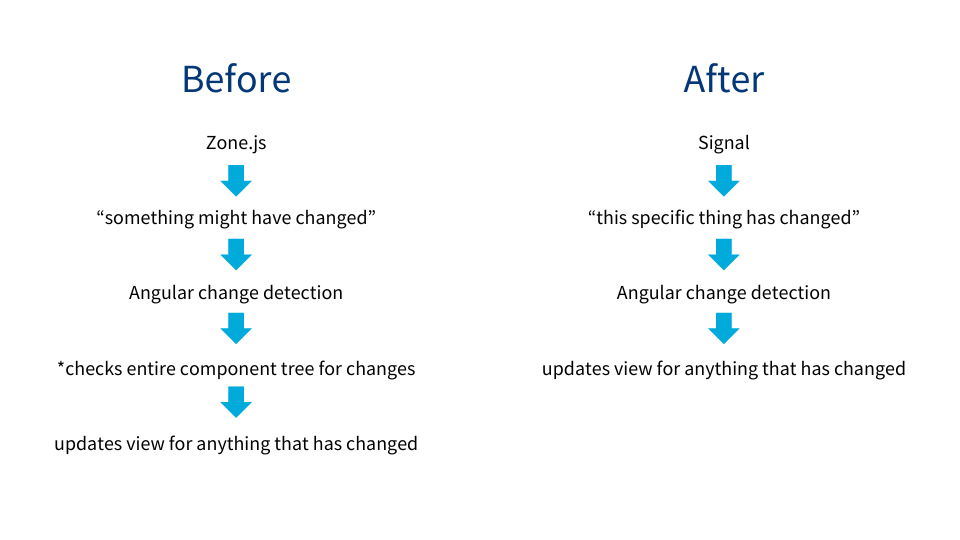 Before
Zone.js
“something might have changed”
Angular change detection
*checks entire component tree for changes
updates view for anything that has changed
After
Signal
“this specific thing has changed”
Angular change detection
updates view for anything that has changed